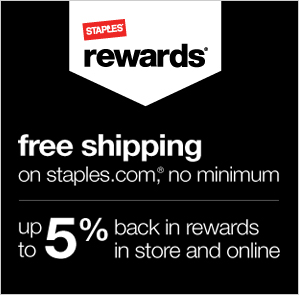 STAPLES
rewards®
free shipping
on staples.com,® no minimum
up to 5% back in rewards
in store and online